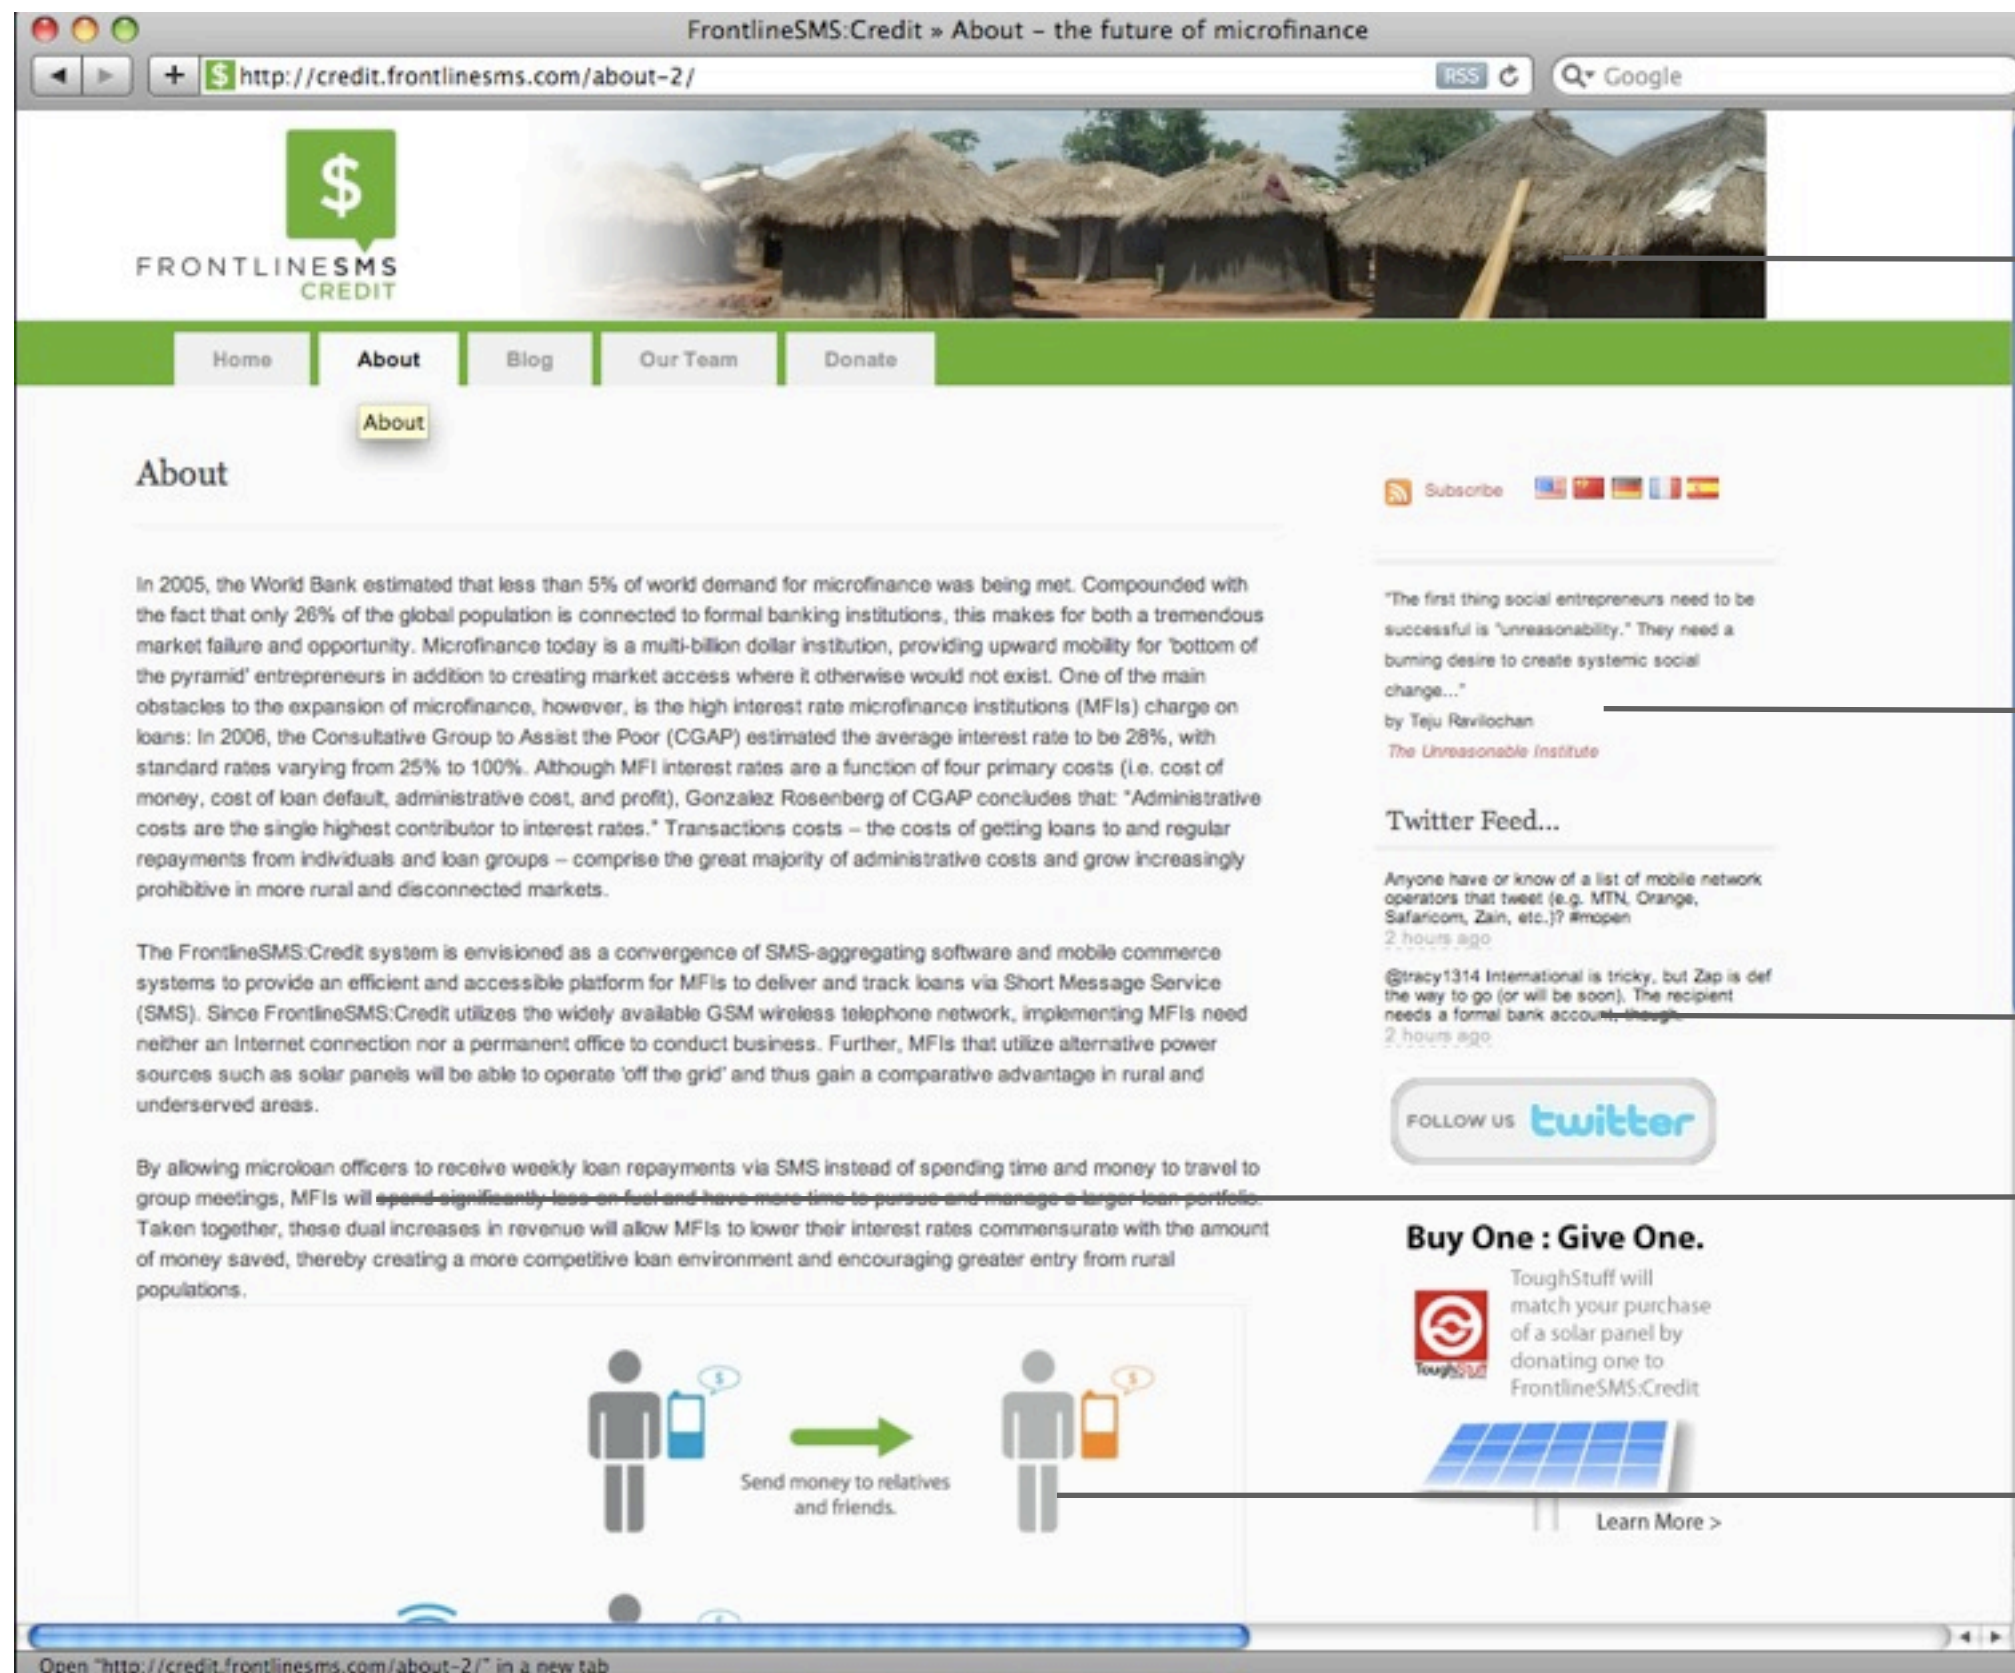 FrontlineSMS:Credit » About – the future of microfinance
http://credit.frontlinesms.com/about-2/
RSS
Google
$
FRONTLINESMS
CREDIT
Home
About
Blog
Our Team
Donate
About
About
In 2005, the World Bank estimated that less than 5% of world demand for microfinance was being met. Compounded with
the fact that only 26% of the global population is connected to formal banking institutions, this makes for both a tremendous
market failure and opportunity. Microfinance today is a multi-billion dollar institution, providing upward mobility for 'bottom of
the pyramid' entrepreneurs in addition to creating market access where it otherwise would not exist. One of the main
obstacles to the expansion of microfinance, however, is the high interest rate microfinance institutions (MFIs) charge on
loans: In 2006, the Consultative Group to Assist the Poor (CGAP) estimated the average interest rate to be 28%, with
standard rates varying from 25% to 100%. Although MFI interest rates are a function of four primary costs (i.e. cost of
money, cost of loan default, administrative cost, and profit), Gonzalez Rosenberg of CGAP concludes that: "Administrative
costs are the single highest contributor to interest rates." Transactions costs – the costs of getting loans to and regular
repayments from individuals and loan groups – comprise the great majority of administrative costs and grow increasingly
prohibitive in more rural and disconnected markets.
The FrontlineSMS:Credit system is envisioned as a convergence of SMS-aggregating software and mobile commerce
systems to provide an efficient and accessible platform for MFIs to deliver and track loans via Short Message Service
(SMS). Since FrontlineSMS:Credit utilizes the widely available GSM wireless telephone network, implementing MFIs need
neither an Internet connection nor a permanent office to conduct business. Further, MFIs that utilize alternative power
sources such as solar panels will be able to operate 'off the grid' and thus gain a comparative advantage in rural and
underserved areas.
By allowing microloan officers to receive weekly loan repayments via SMS instead of spending time and money to travel to
group meetings, MFIs will spend significantly less on fuel and have more time to pursue and manage a larger loan portfolio.
Taken together, these dual increases in revenue will allow MFIs to lower their interest rates commensurate with the amount
of money saved, thereby creating a more competitive loan environment and encouraging greater entry from rural
populations.
$
$
Send money to relatives
and friends.
$
Subscribe
"The first thing social entrepreneurs need to be
successful is "unreasonability." They need a
burning desire to create systemic social
change..."
by Teju Ravilochan
The Unreasonable Institute
Twitter Feed...
Anyone have or know of a list of mobile network
operators that tweet (e.g. MTN, Orange,
Safaricom, Zain, etc.)? #mopen
2 hours ago
@tracy1314 International is tricky, but Zap is def
the way to go (or will be soon). The recipient
needs a formal bank account, though.
2 hours ago
FOLLOW US twitter
Buy One : Give One.
ToughStuff will
match your purchase
of a solar panel by
donating one to
FrontlineSMS:Credit
ToughStuff
Learn More >
Open "http://credit.frontlinesms.com/about-2/" in a new tab